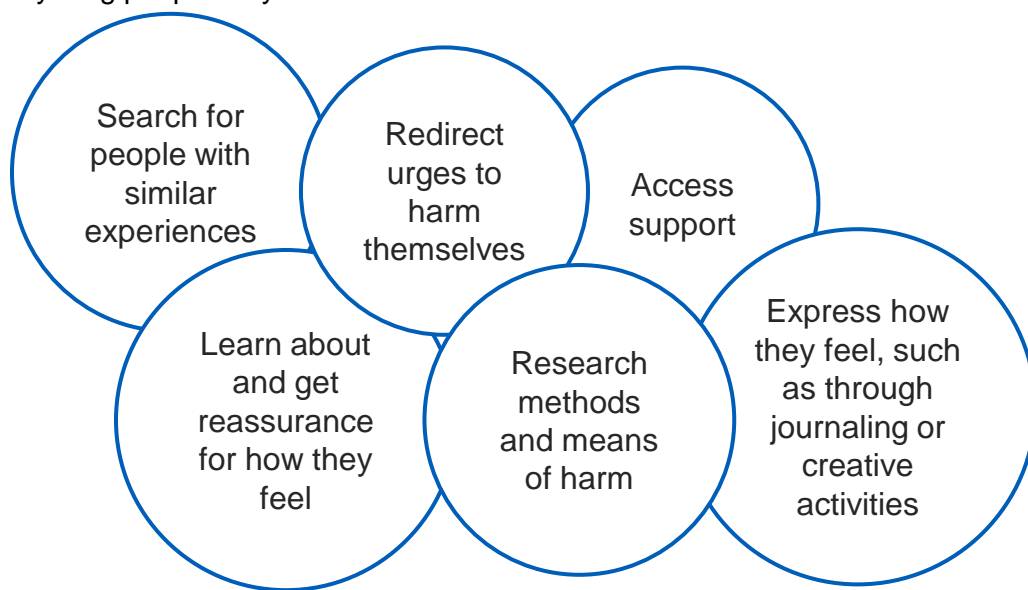 Search for
people with
similar
experiences
Redirect
urges to
harm
themselves
Access
support
Learn about
and get
reassurance
for how they
feel
Research
methods
and means
of harm
Express how
they feel, such
as through
journaling or
creative
activities